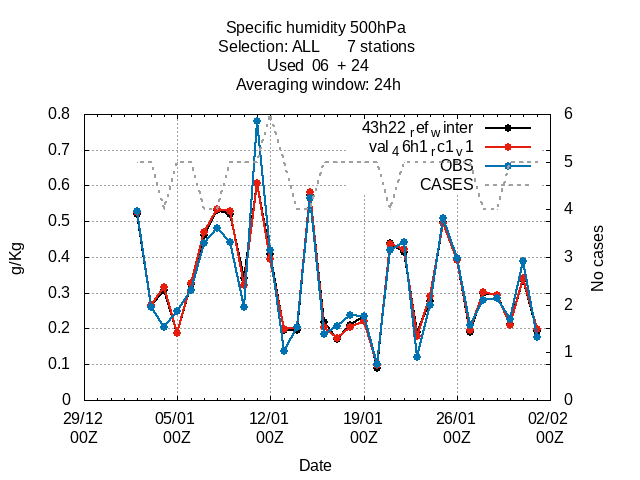 Specific humidity 500hPa
Selection: ALL 7 stations
Used 06 + 24
Averaging window: 24h
43h22refwinter
val46h1rc1v1
OBS
CASES
0.8
0.7
0.6
0.5
0.4
0.3
0.2
0.1
0
6
5
4
3
2
1
0
g/Kg
No cases
29/12 05/01 12/01 19/01 26/01 02/02
00Z 00Z 00Z 00Z 00Z 00Z
Date